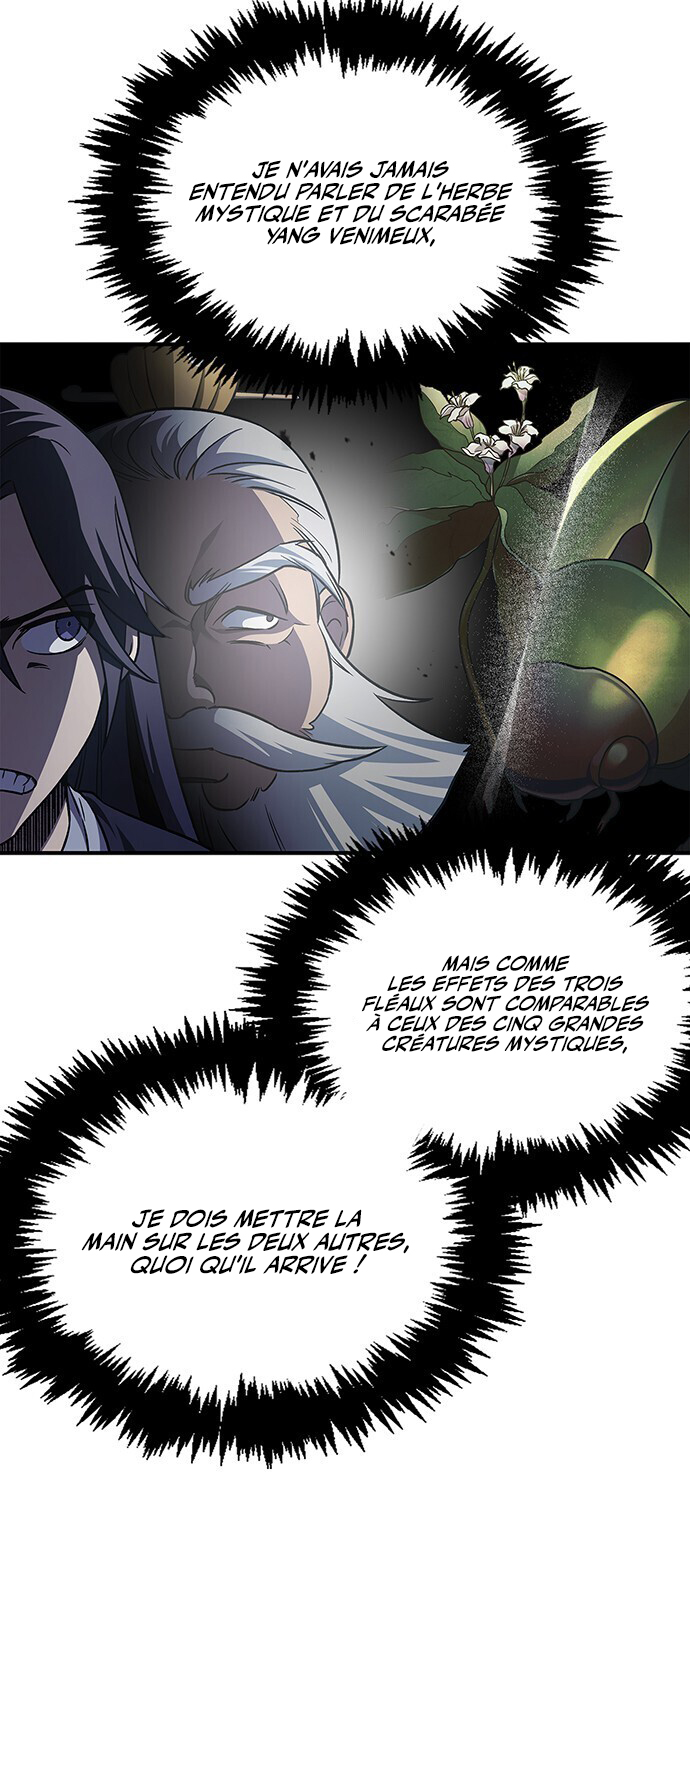 JE N'AVAIS JAMAIS
ENTENDU PARLER DE L'HERBE
MYSTIQUE ET DU SCARABÉE
YANG VENIMEUX,
MAIS COMME
LES EFFETS DES TROIS
FLÉAUX SONT COMPARABLES
À CEUX DES CINQ GRANDES
CRÉATURES MYSTIQUES,
JE DOIS METTRE LA
MAIN SUR LES DEUX AUTRES,
QUOI QU'IL ARRIVE !